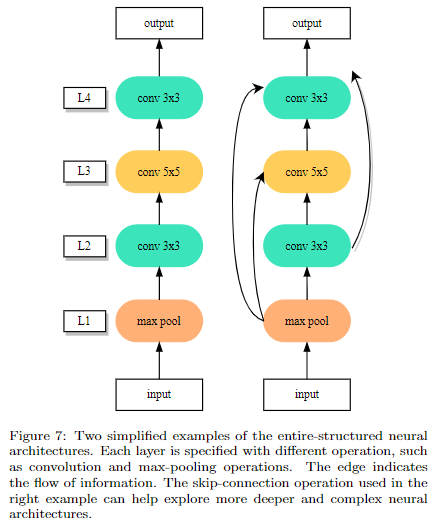 output output
L4 conv 3x3 conv 3x3
L3 conv 5x5 conv 5x5
L2 conv 3x3 conv 3x3
L1 max pool max pool
input input
Figure 7: Two simplified examples of the entire-structured neural
architectures. Each layer is specified with different operation, such
as convolution and max-pooling operations. The edge indicates
the flow of information. The skip-connection operation used in the
right example can help explore more deeper and complex neural
architectures.